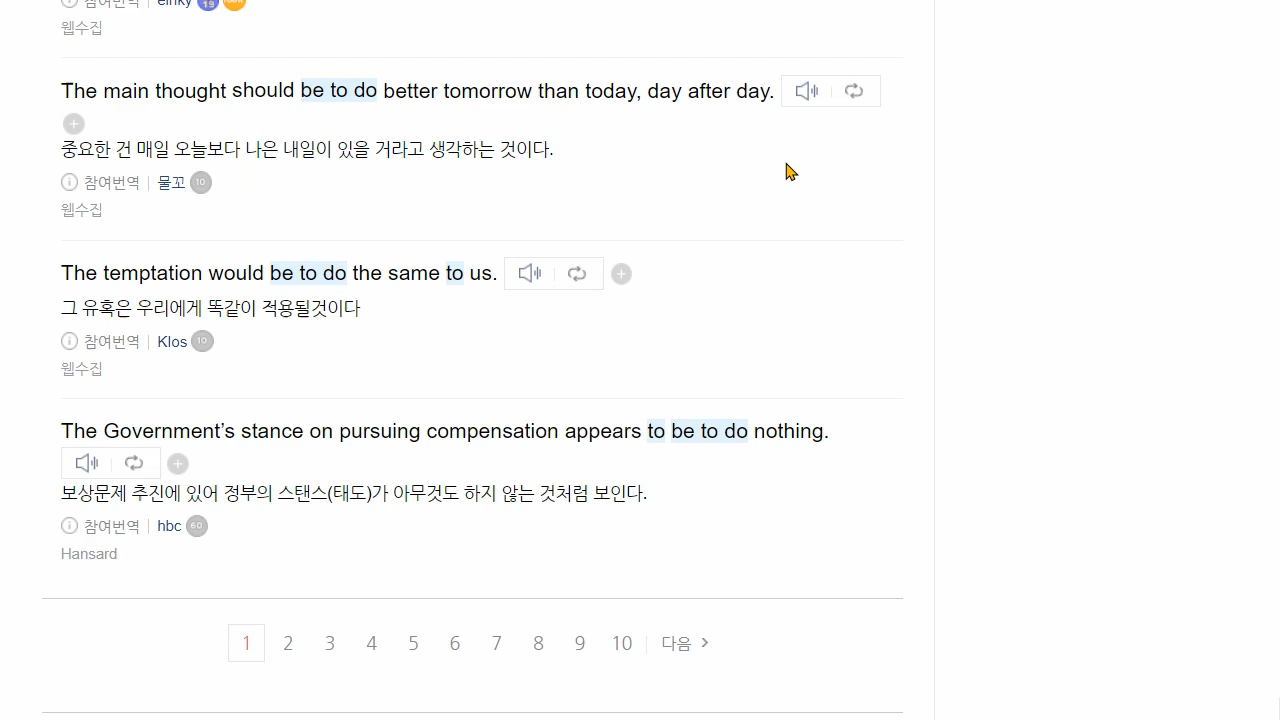 참여번역 einky 19
웹수집
The main thought should be to do better tomorrow than today, day after day.
중요한 건 매일 오늘보다 나은 내일이 있을 거라고 생각하는 것이다.
참여번역 물꼬 10
웹수집
The temptation would be to do the same to us.
그 유혹은 우리에게 똑같이 적용될것이다
참여번역 Klos 10
웹수집
The Government’s stance on pursuing compensation appears to be to do nothing.
보상문제 추진에 있어 정부의 스탠스(태도)가 아무것도 하지 않는 것처럼 보인다.
참여번역 hbc 60
Hansard
1 2 3 4 5 6 7 8 9 10 다음